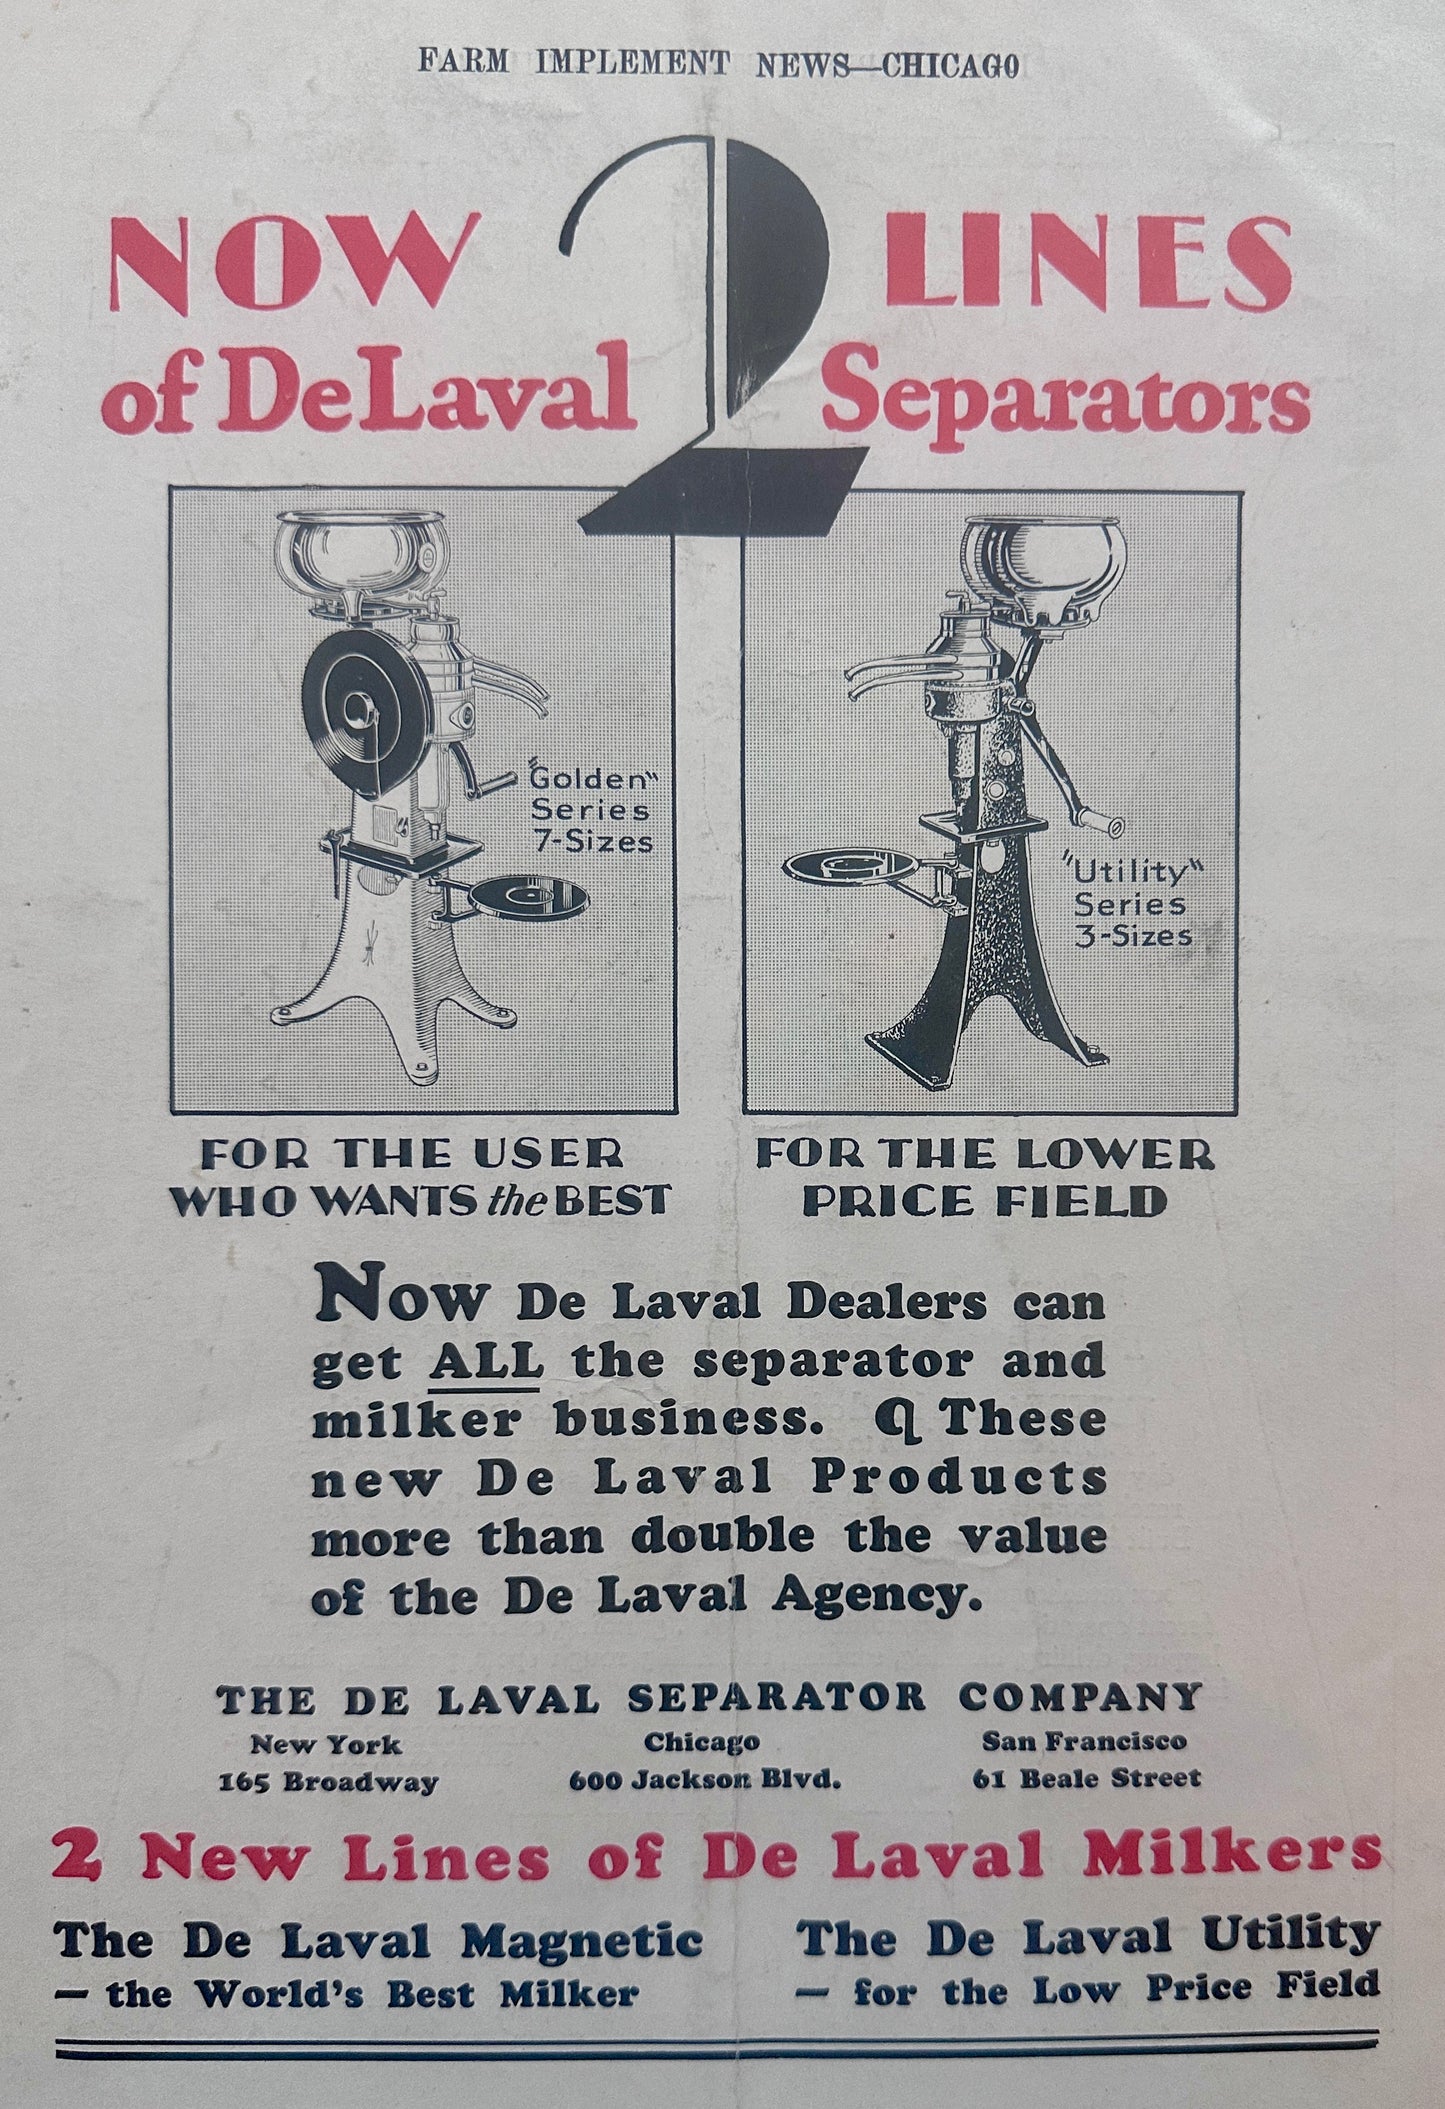 FARM IMPLEMENT NEWS—CHICAGO
NOW 2 LINES
of De Laval Separators
"Golden"
Series
7-Sizes
"Utility"
Series
3-Sizes
FOR THE USER
WHO WANTS the BEST
FOR THE LOWER
PRICE FIELD
Now De Laval Dealers can
get ALL the separator and
milker business. ❡ These
new De Laval Products
more than double the value
of the De Laval Agency.
THE DE LAVAL SEPARATOR COMPANY
New York Chicago San Francisco
165 Broadway 600 Jackson Blvd. 61 Beale Street
2 New Lines of De Laval Milkers
The De Laval Magnetic
— the World's Best Milker
The De Laval Utility
— for the Low Price Field